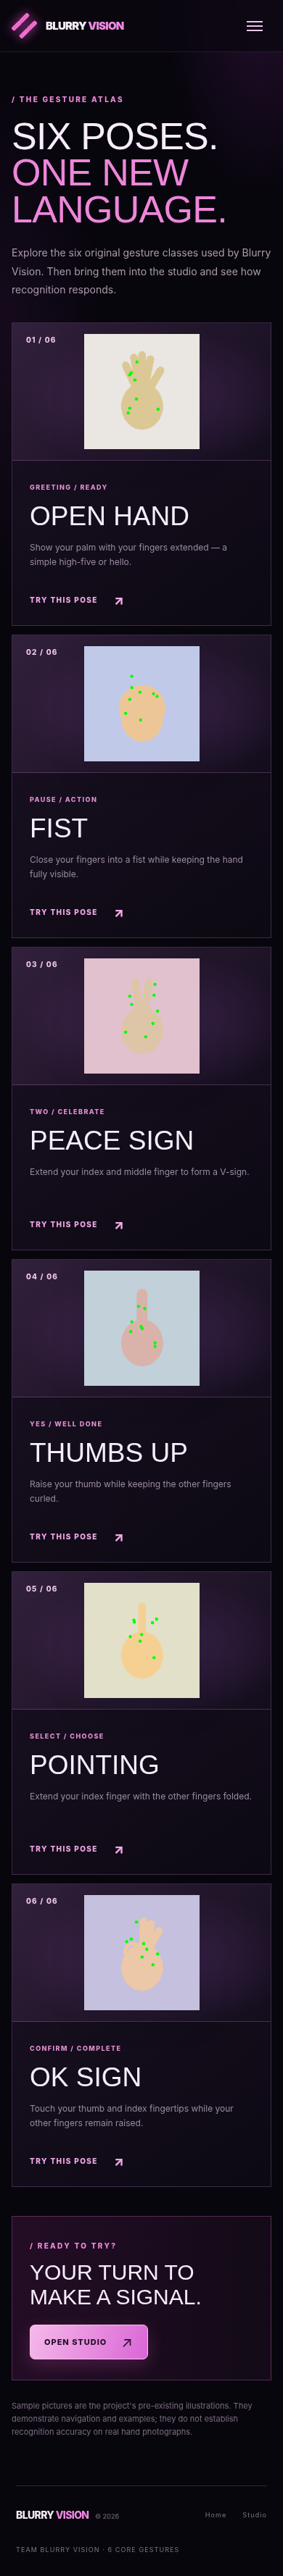 BLURRY VISION
/ THE GESTURE ATLAS
SIX POSES.
ONE NEW
LANGUAGE.
Explore the six original gesture classes used by Blurry
Vision. Then bring them into the studio and see how
recognition responds.
01 / 06
GREETING / READY
OPEN HAND
Show your palm with your fingers extended — a
simple high-five or hello.
TRY THIS POSE
02 / 06
PAUSE / ACTION
FIST
Close your fingers into a fist while keeping the hand
fully visible.
TRY THIS POSE
03 / 06
TWO / CELEBRATE
PEACE SIGN
Extend your index and middle finger to form a V-sign.
TRY THIS POSE
04 / 06
YES / WELL DONE
THUMBS UP
Raise your thumb while keeping the other fingers
curled.
TRY THIS POSE
05 / 06
SELECT / CHOOSE
POINTING
Extend your index finger with the other fingers folded.
TRY THIS POSE
06 / 06
CONFIRM / COMPLETE
OK SIGN
Touch your thumb and index fingertips while your
other fingers remain raised.
TRY THIS POSE
/ READY TO TRY?
YOUR TURN TO
MAKE A SIGNAL.
OPEN STUDIO
Sample pictures are the project's pre-existing illustrations. They
demonstrate navigation and examples; they do not establish
recognition accuracy on real hand photographs.
BLURRY VISION © 2026 Home Studio
TEAM BLURRY VISION · 6 CORE GESTURES